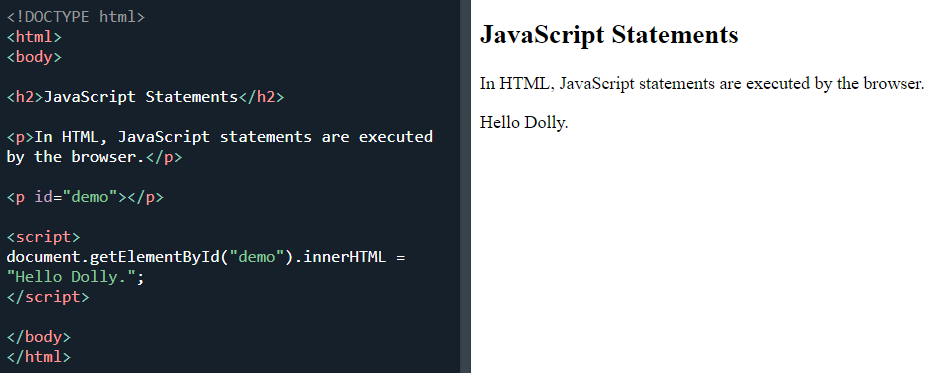 <!DOCTYPE html>
<html>
<body>
<h2>JavaScript Statements</h2>
<p>In HTML, JavaScript statements are executed
by the browser.</p>
<p id="demo"></p>
<script>
document.getElementById("demo").innerHTML =
"Hello Dolly.";
</script>
</body>
</html>
JavaScript Statements
In HTML, JavaScript statements are executed by the browser.
Hello Dolly.